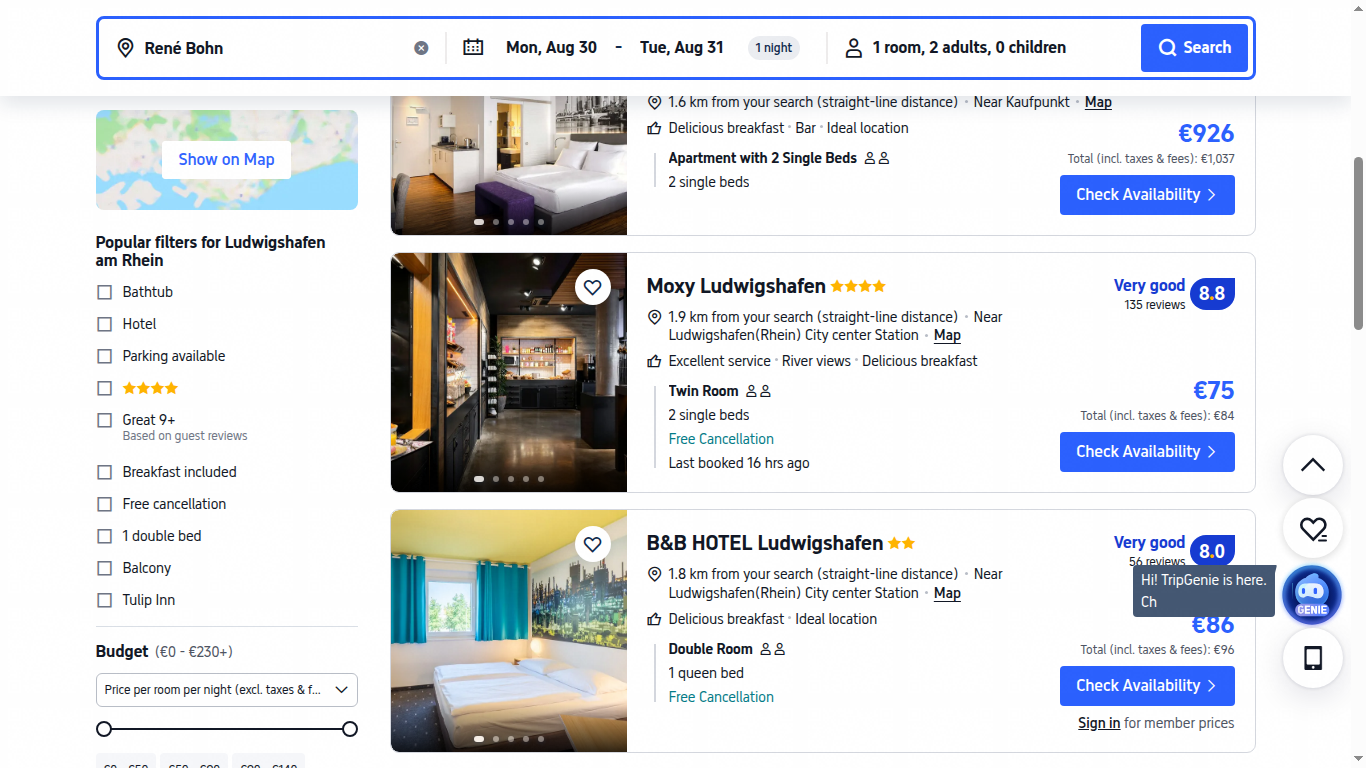 René Bohn
Mon, Aug 30 - Tue, Aug 31
1 night
1 room, 2 adults, 0 children
Search
Show on Map
Popular filters for Ludwigshafen
am Rhein
Bathtub
Hotel
Parking available
Great 9+
Based on guest reviews
Breakfast included
Free cancellation
1 double bed
Balcony
Tulip Inn
Budget (€0 - €230+)
Price per room per night (excl. taxes & f...
1.6 km from your search (straight-line distance) · Near Kaufpunkt · Map
Delicious breakfast · Bar · Ideal location
Apartment with 2 Single Beds
2 single beds
€926
Total (incl. taxes & fees): €1,037
Check Availability
Moxy Ludwigshafen
1.9 km from your search (straight-line distance) · Near
Ludwigshafen(Rhein) City center Station · Map
Excellent service · River views · Delicious breakfast
Twin Room
2 single beds
Free Cancellation
Last booked 16 hrs ago
Very good 8.8
135 reviews
€75
Total (incl. taxes & fees): €84
Check Availability
B&B HOTEL Ludwigshafen
1.8 km from your search (straight-line distance) · Near
Ludwigshafen(Rhein) City center Station · Map
Delicious breakfast · Ideal location
Double Room
1 queen bed
Free Cancellation
Very good 8.0
56 reviews
Hi! TripGenie is here.
Ch
GENIE
€86
Total (incl. taxes & fees): €96
Check Availability
Sign in for member prices